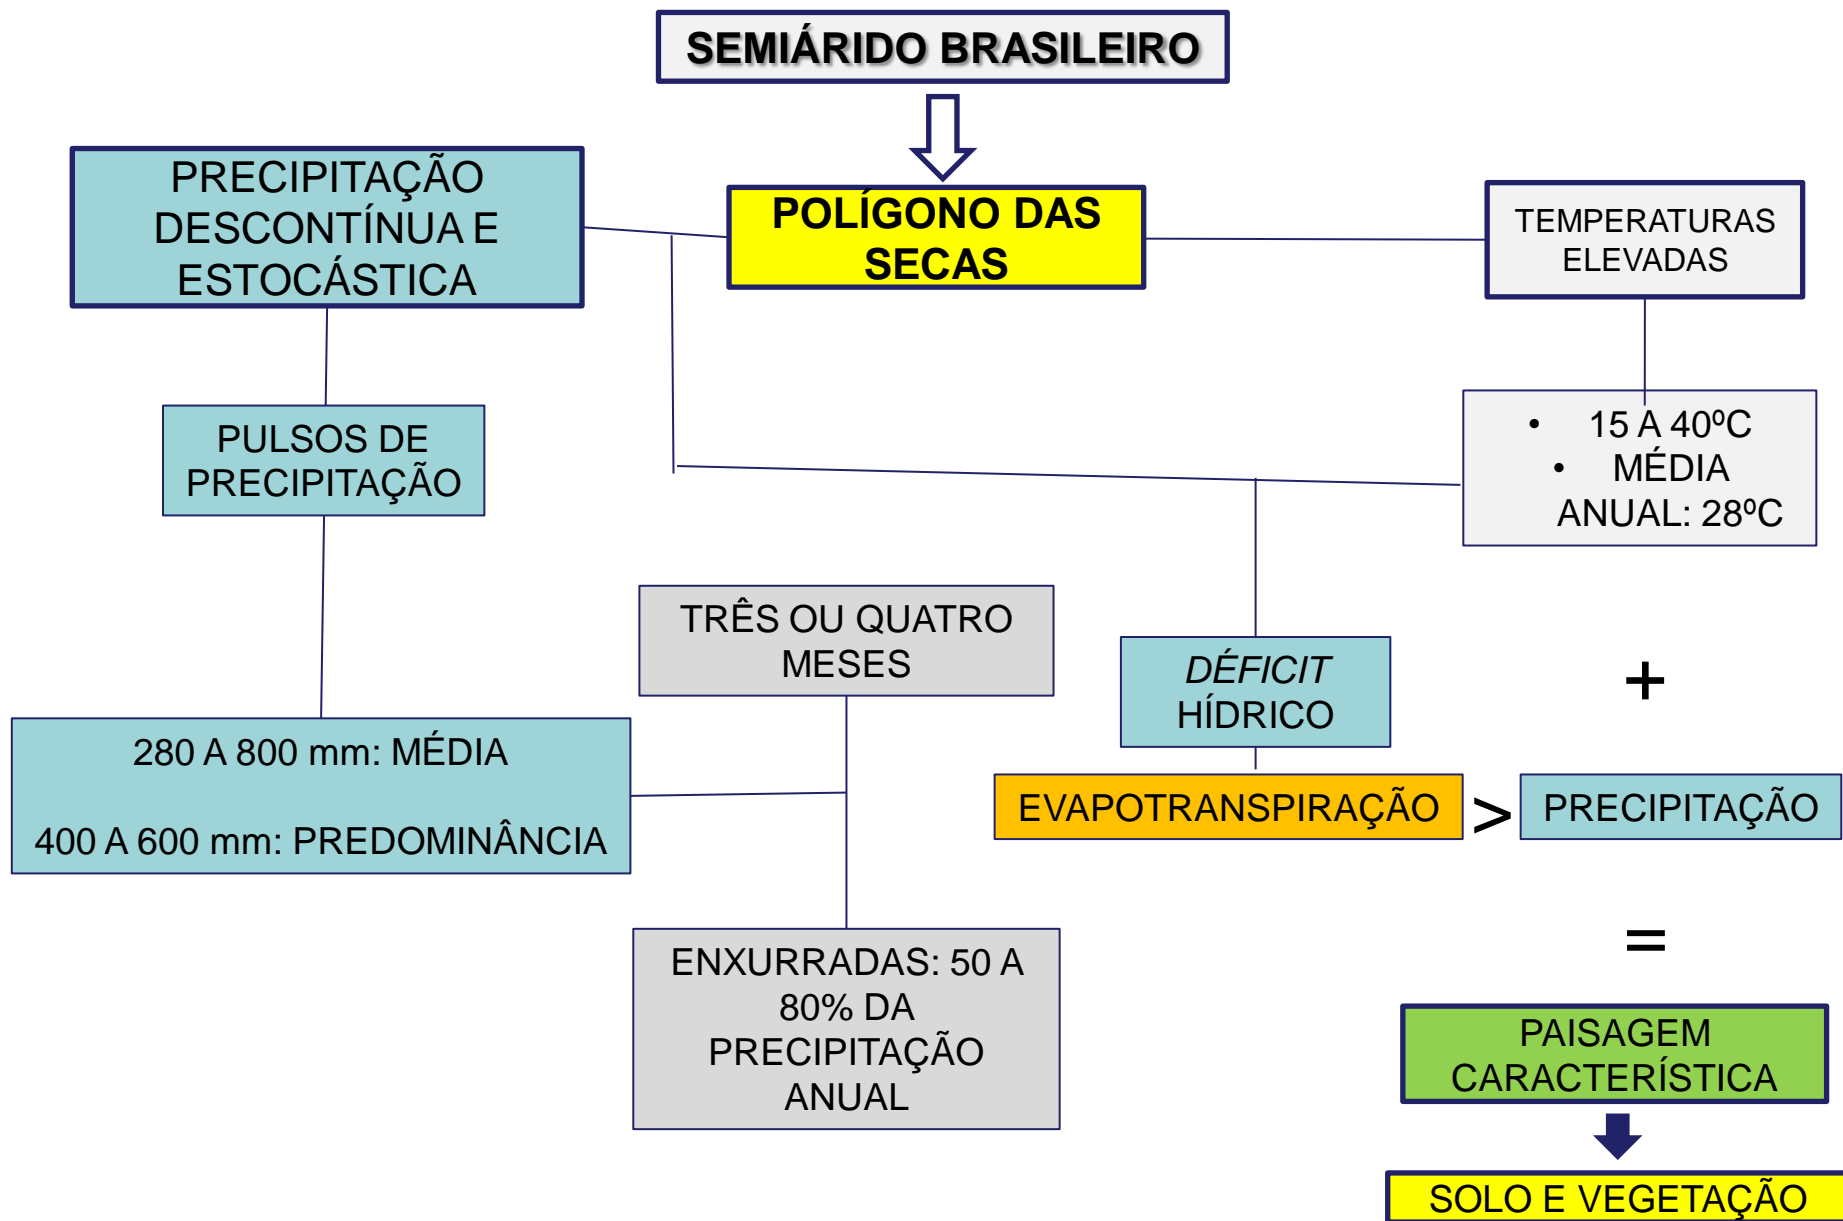 SEMIÁRIDO BRASILEIRO
PRECIPITAÇÃO
DESCONTÍNUA E
ESTOCÁSTICA
POLÍGONO DAS
SECAS
TEMPERATURAS
ELEVADAS
PULSOS DE
PRECIPITAÇÃO
• 15 A 40ºC
• MÉDIA
ANUAL: 28ºC
TRÊS OU QUATRO
MESES
DÉFICIT
HÍDRICO
+
280 A 800 mm: MÉDIA
400 A 600 mm: PREDOMINÂNCIA
EVAPOTRANSPIRAÇÃO > PRECIPITAÇÃO
=
ENXURRADAS: 50 A
80% DA
PRECIPITAÇÃO
ANUAL
PAISAGEM
CARACTERÍSTICA
SOLO E VEGETAÇÃO